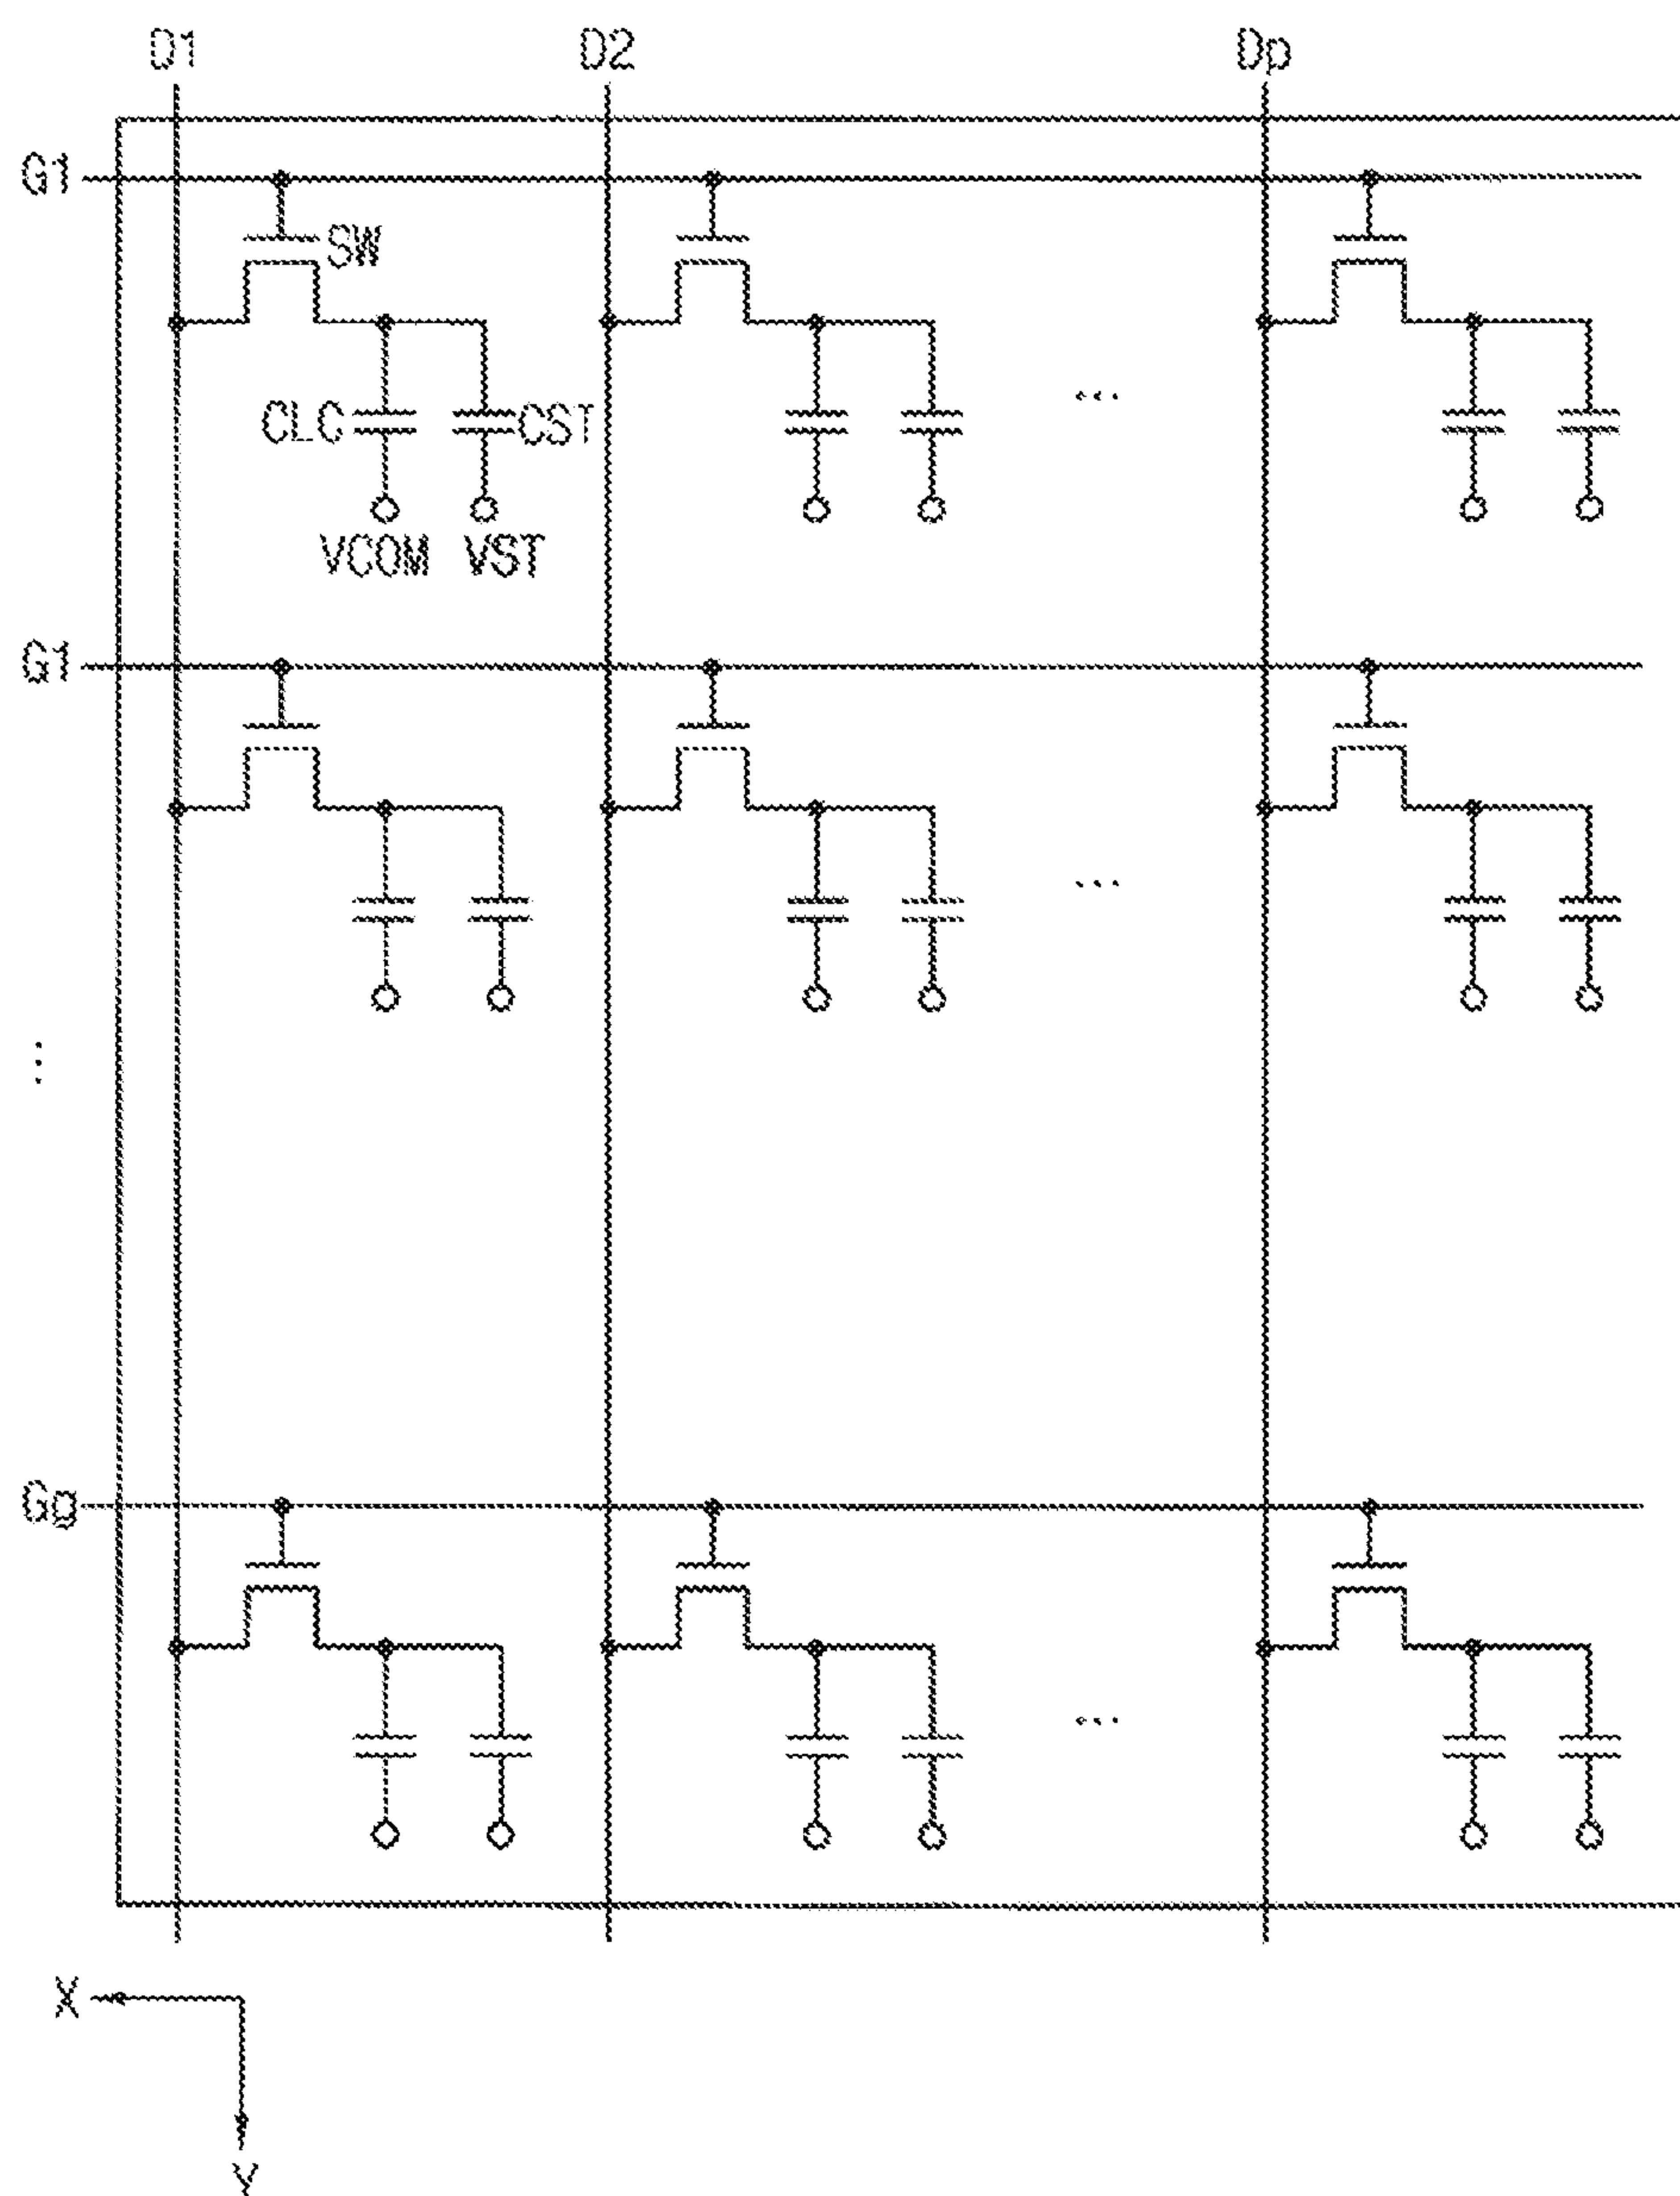 D1 D2 Dp
G1
SW
CLC CST
...
VCOM VST
G1
...
...
Gg
...
X
Y